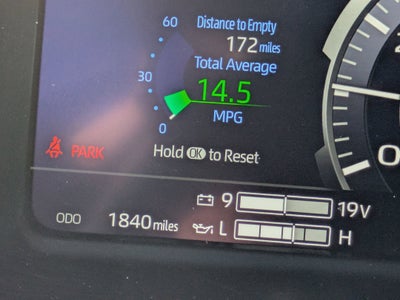 60
Distance to Empty
172 miles
Total Average
30
14.5
0
MPG
PARK
Hold OK to Reset
9 19V
ODO 1840 miles
L H